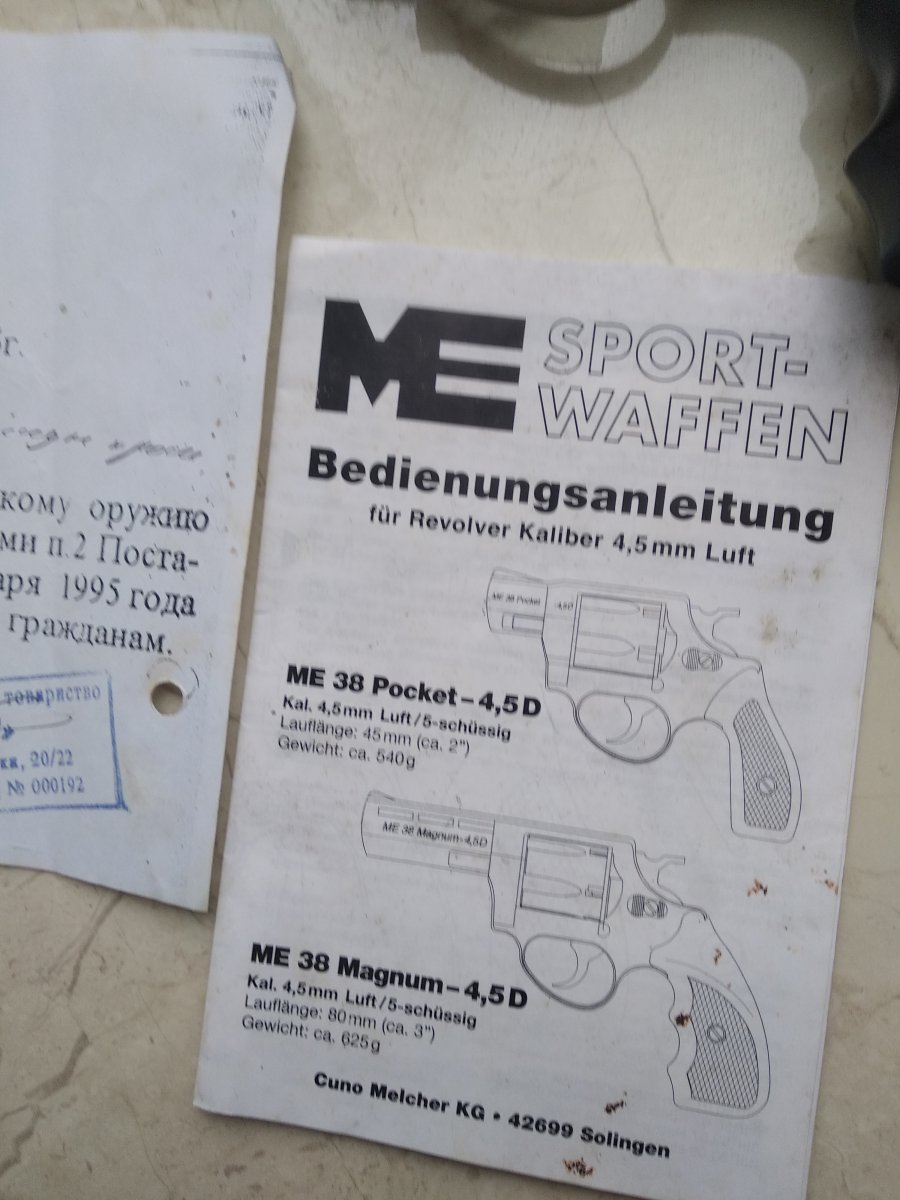 г.
кому оружию
ми п.2 Поста-
аря 1995 года
гражданам.
товариство
»
ка, 20/22
№ 000192
ME SPORT-
WAFFEN
Bedienungsanleitung
für Revolver Kaliber 4,5mm Luft
ME 38 Pocket -4,5D
ME 38 Pocket – 4,5 D
Kal. 4,5mm Luft/5-schüssig
Lauflänge: 45mm (ca. 2")
Gewicht: ca. 540g
ME 38 Magnum-4,5D
ME 38 Magnum – 4,5 D
Kal. 4,5mm Luft/5-schüssig
Lauflänge: 80mm (ca. 3")
Gewicht: ca. 625g
Cuno Melcher KG • 42699 Solingen